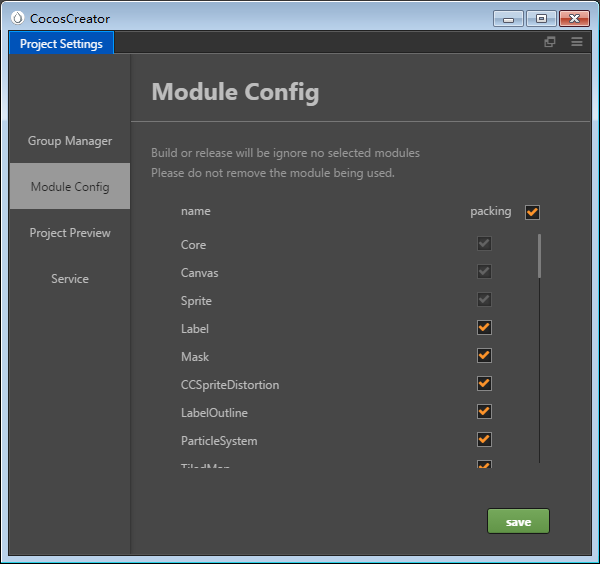 CocosCreator
Project Settings
Group Manager
Module Config
Project Preview
Service
Module Config
Build or release will be ignore no selected modules
Please do not remove the module being used.
name packing
Core
Canvas
Sprite
Label
Mask
CCSpriteDistortion
LabelOutline
ParticleSystem
TiledMap
save